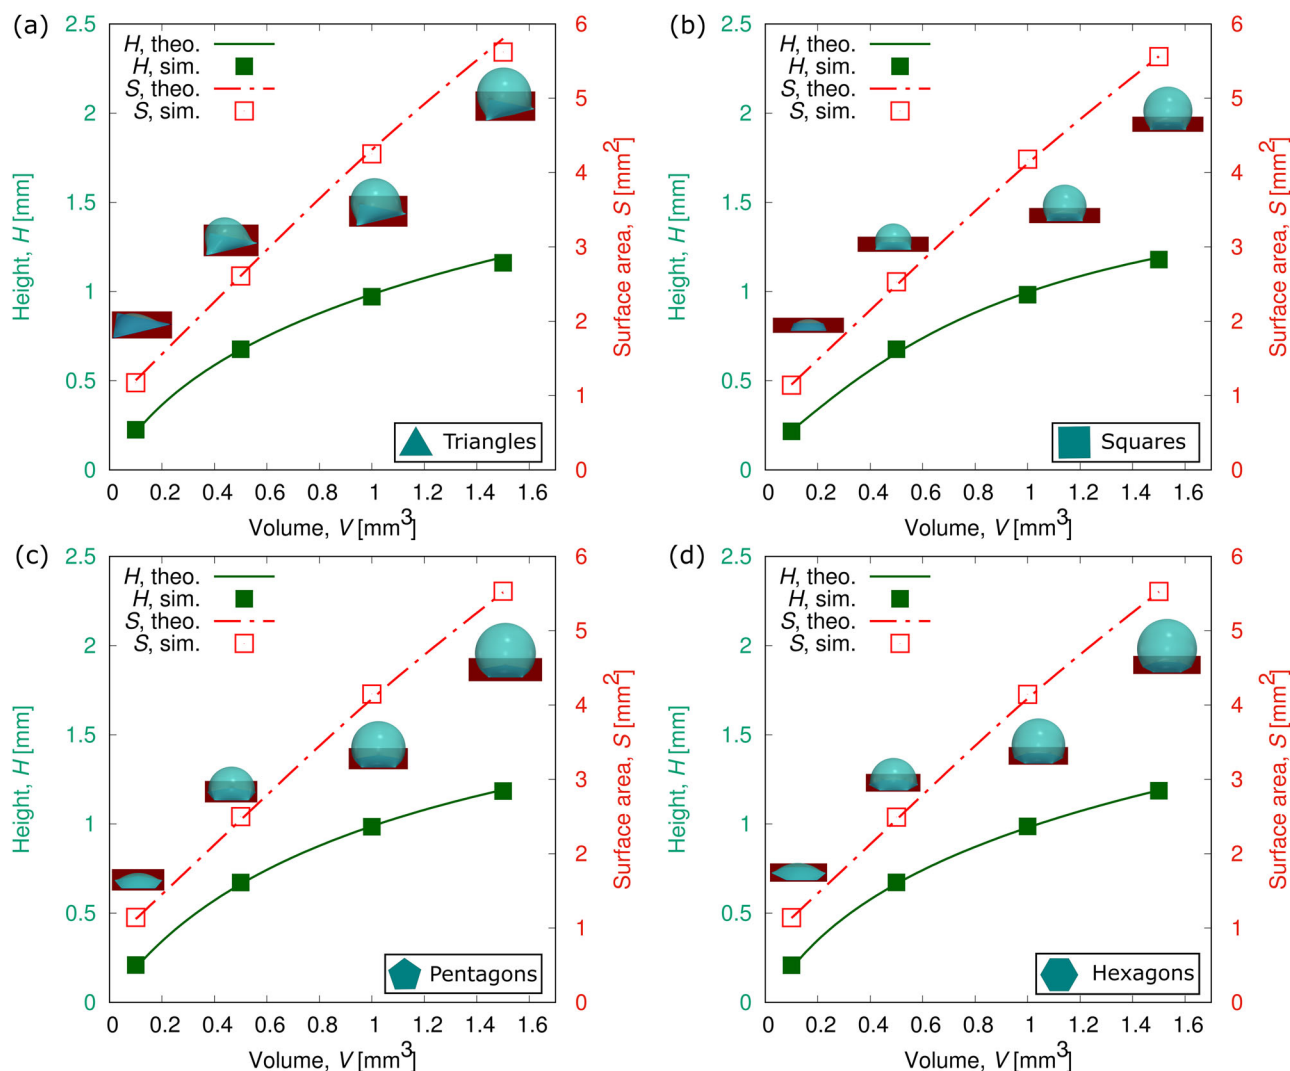 (a)
H, theo.
H, sim.
S, theo.
S, sim.
2.5
2
1.5
1
0.5
0
Height, H [mm]
6
5
4
3
2
1
0
Surface area, S [mm²]
Triangles
0 0.2 0.4 0.6 0.8 1 1.2 1.4 1.6
Volume, V [mm³]
(b)
H, theo.
H, sim.
S, theo.
S, sim.
2.5
2
1.5
1
0.5
0
Height, H [mm]
6
5
4
3
2
1
0
Surface area, S [mm²]
Squares
0 0.2 0.4 0.6 0.8 1 1.2 1.4 1.6
Volume, V [mm³]
(c)
H, theo.
H, sim.
S, theo.
S, sim.
2.5
2
1.5
1
0.5
0
Height, H [mm]
6
5
4
3
2
1
0
Surface area, S [mm²]
Pentagons
0 0.2 0.4 0.6 0.8 1 1.2 1.4 1.6
Volume, V [mm³]
(d)
H, theo.
H, sim.
S, theo.
S, sim.
2.5
2
1.5
1
0.5
0
Height, H [mm]
6
5
4
3
2
1
0
Surface area, S [mm²]
Hexagons
0 0.2 0.4 0.6 0.8 1 1.2 1.4 1.6
Volume, V [mm³]